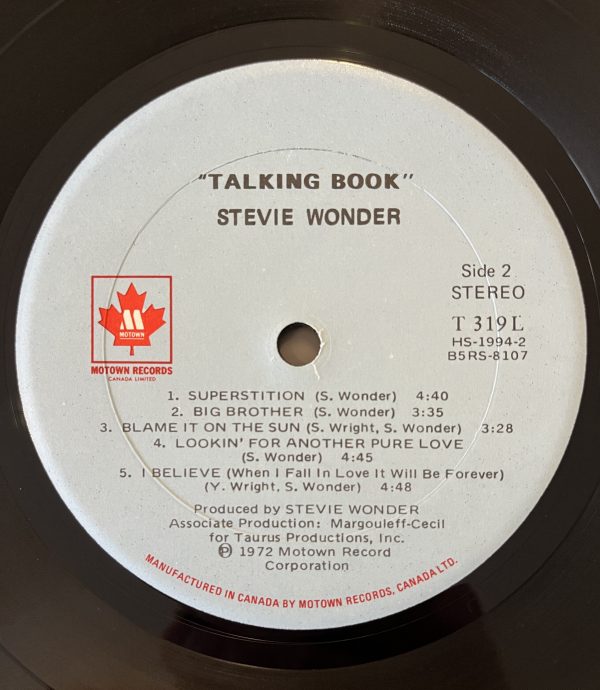 "TALKING BOOK"
STEVIE WONDER
Side 2
STEREO
T 319 L
HS-1994-2
B5RS-8107
M
MOTOWN
MOTOWN RECORDS
CANADA LIMITED
1. SUPERSTITION (S. Wonder) 4:40
2. BIG BROTHER (S. Wonder) 3:35
3. BLAME IT ON THE SUN (S. Wright, S. Wonder) 3:28
4. LOOKIN' FOR ANOTHER PURE LOVE
(S. Wonder) 4:45
5. I BELIEVE (When I Fall In Love It Will Be Forever)
(Y. Wright, S. Wonder) 4:48
Produced by STEVIE WONDER
Associate Production: Margouleff-Cecil
for Taurus Productions, Inc.
℗ 1972 Motown Record
Corporation
MANUFACTURED IN CANADA BY MOTOWN RECORDS, CANADA LTD.